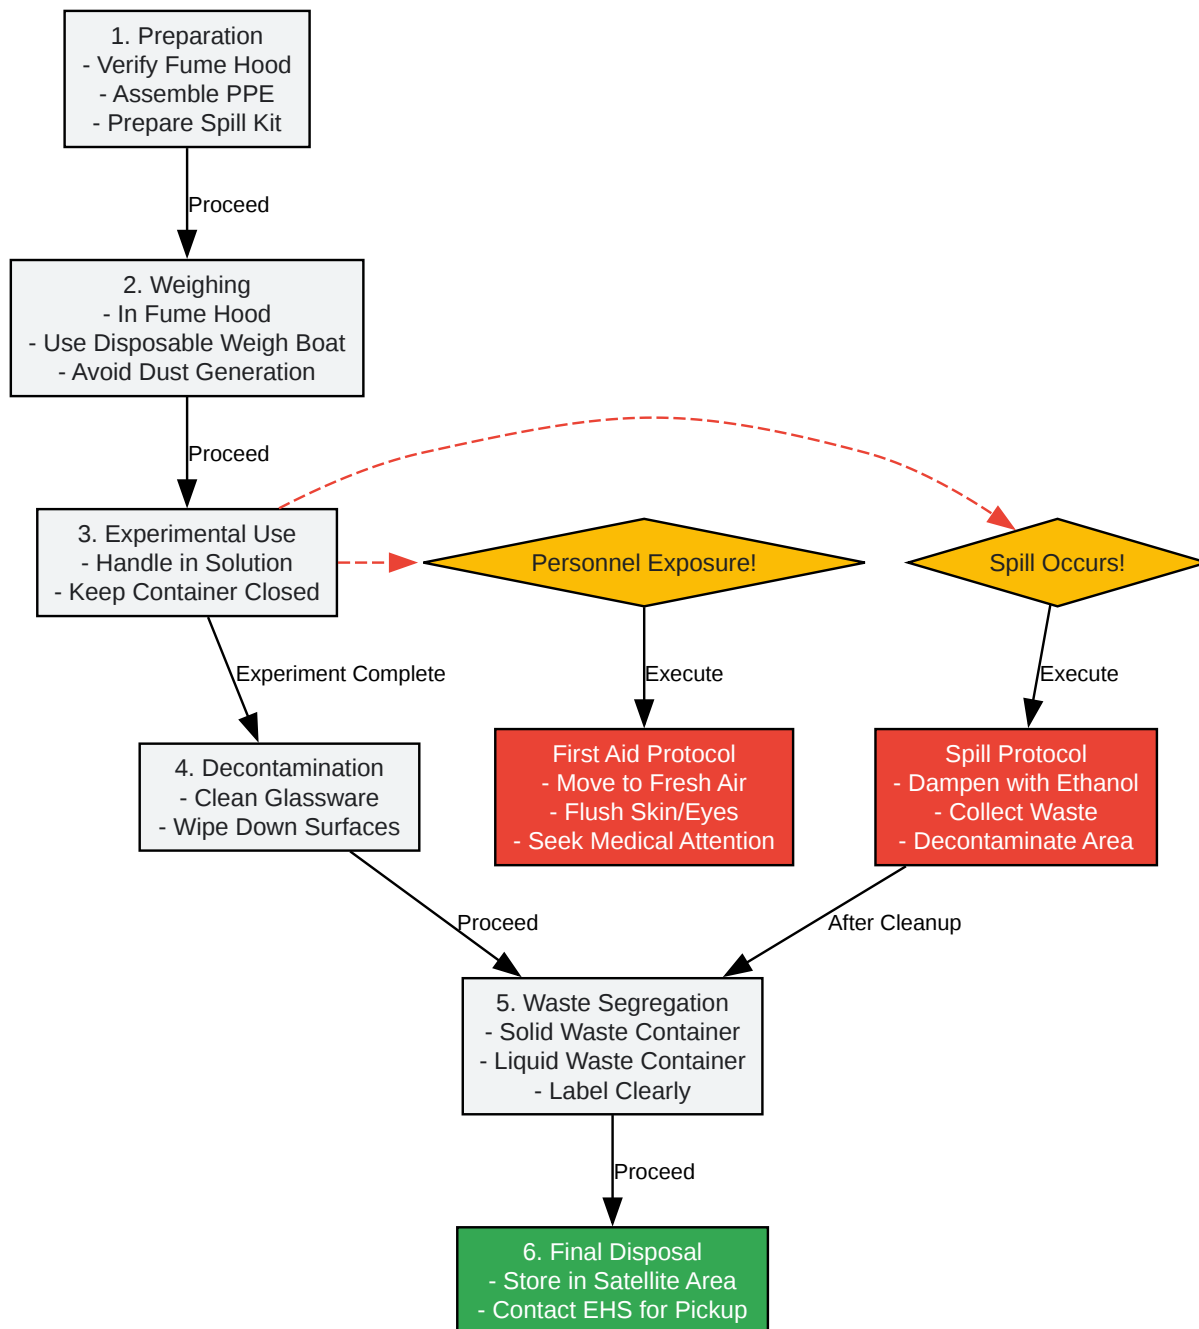 1. Preparation
- Verify Fume Hood
- Assemble PPE
- Prepare Spill Kit
Proceed
2. Weighing
- In Fume Hood
- Use Disposable Weigh Boat
- Avoid Dust Generation
Proceed
3. Experimental Use
- Handle in Solution
- Keep Container Closed
Personnel Exposure!
Spill Occurs!
Experiment Complete
Execute
Execute
4. Decontamination
- Clean Glassware
- Wipe Down Surfaces
First Aid Protocol
- Move to Fresh Air
- Flush Skin/Eyes
- Seek Medical Attention
Spill Protocol
- Dampen with Ethanol
- Collect Waste
- Decontaminate Area
Proceed
After Cleanup
5. Waste Segregation
- Solid Waste Container
- Liquid Waste Container
- Label Clearly
Proceed
6. Final Disposal
- Store in Satellite Area
- Contact EHS for Pickup